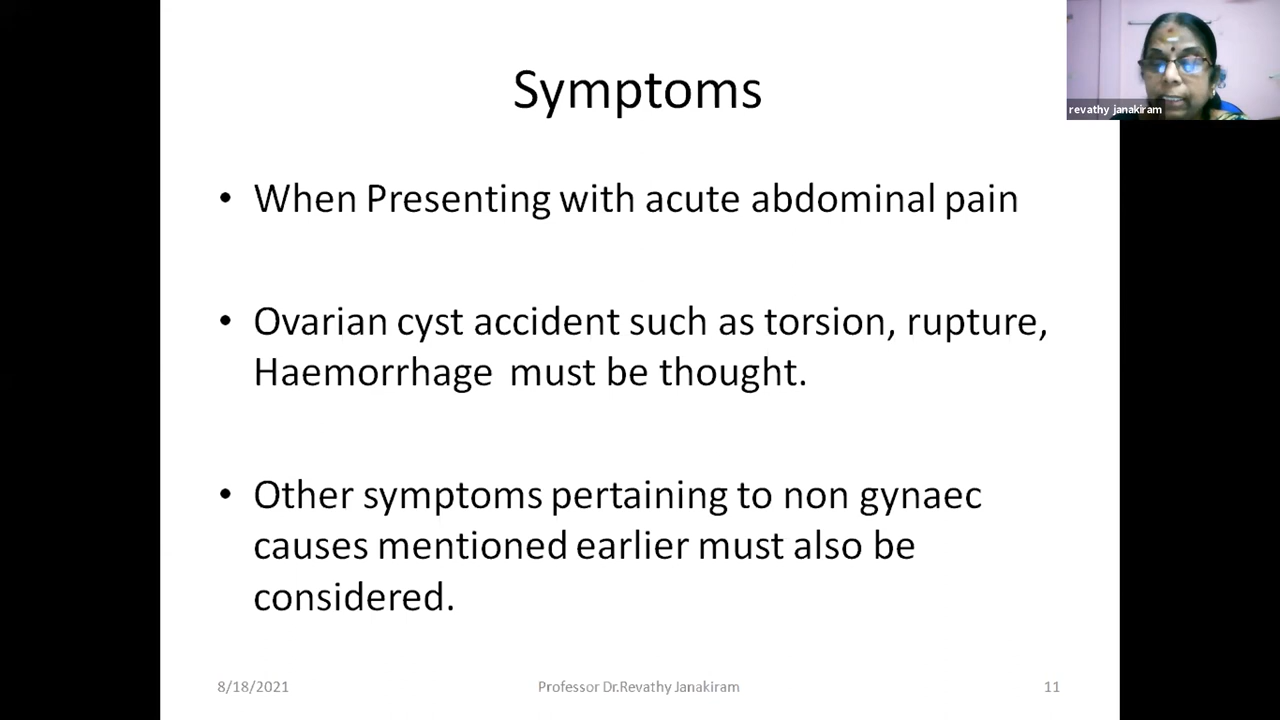 Symptoms
revathy janakiram
• When Presenting with acute abdominal pain
• Ovarian cyst accident such as torsion, rupture,
Haemorrhage must be thought.
• Other symptoms pertaining to non gynaec
causes mentioned earlier must also be
considered.
8/18/2021 Professor Dr.Revathy Janakiram 11